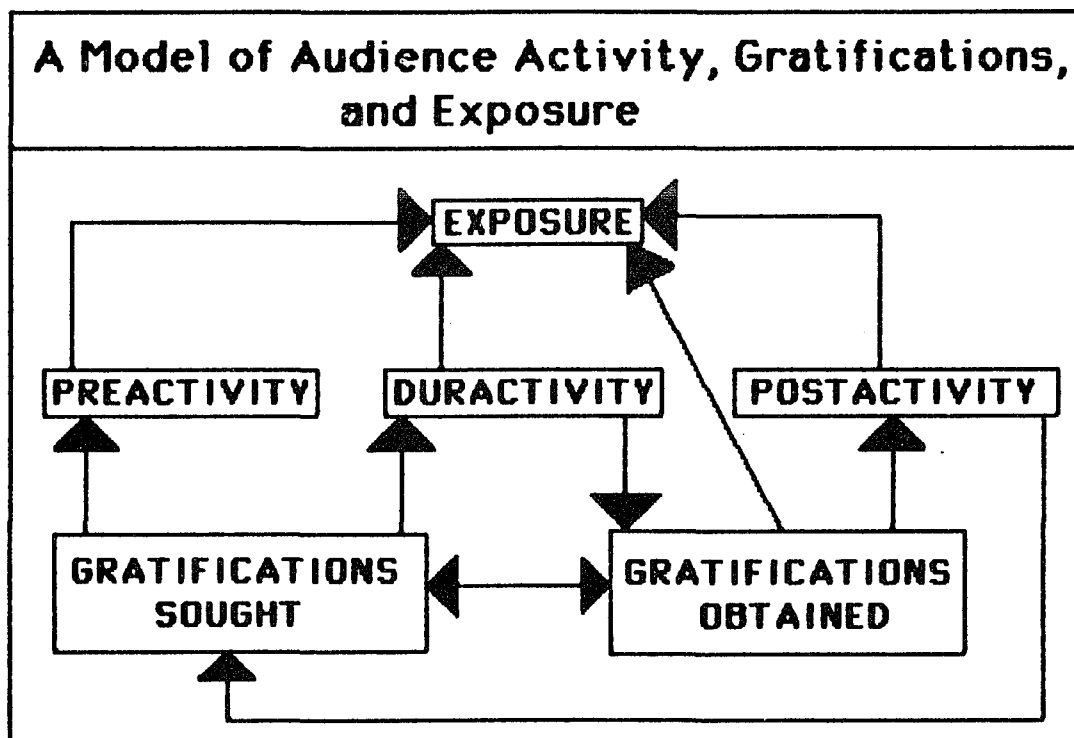 A Model of Audience Activity, Gratifications,
and Exposure
EXPOSURE
PREACTIVITY
DURACTIVITY
POSTACTIVITY
GRATIFICATIONS
SOUGHT
GRATIFICATIONS
OBTAINED